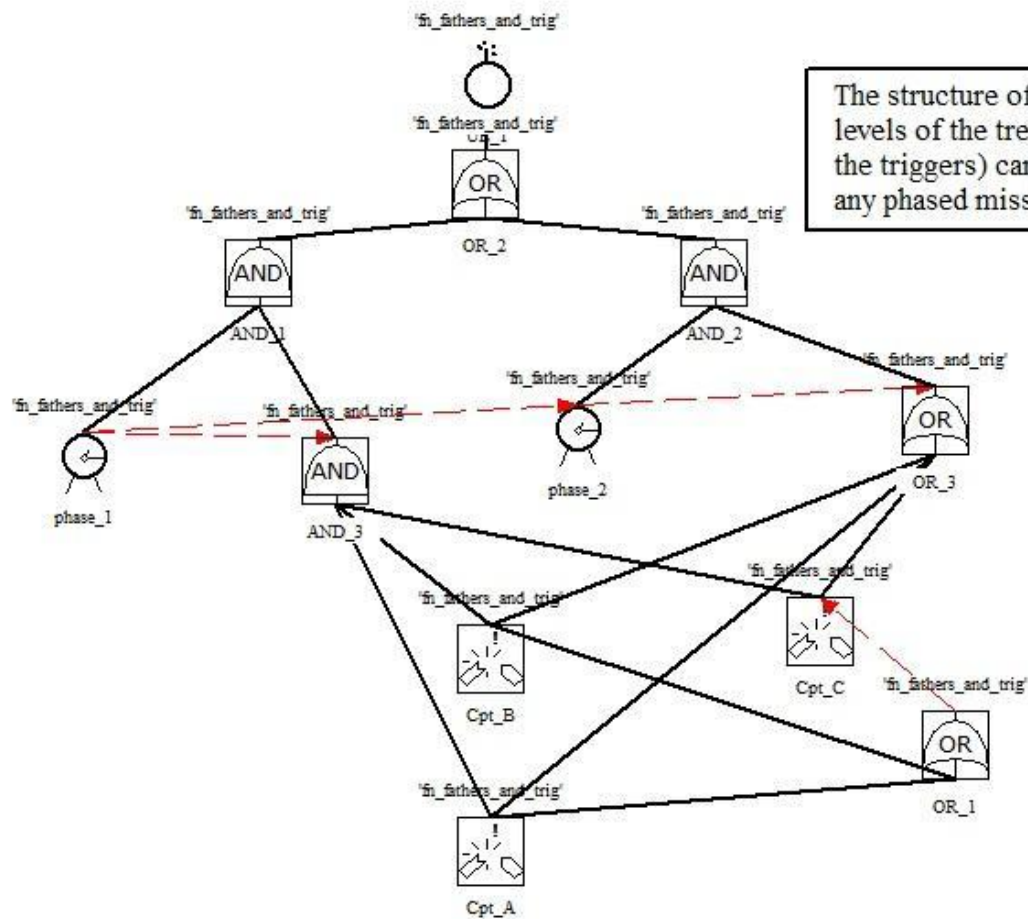 'fn_fathers_and_trig'
'fn_fathers_and_trig'
The structure of
levels of the tre
the triggers) can
any phased miss
OR
'fn_fathers_and_trig'
'fn_fathers_and_trig'
OR_2
AND
AND
AND_1
AND_2
'fn_fathers_and_trig'
'fn_fathers_and_trig'
'fn_fathers_and_trig'
'fn_fathers_and_trig'
OR
AND
phase_1
phase_2
OR_3
AND_3
'fn_fathers_and_trig'
'fn_fathers_and_trig'
Cpt_B
Cpt_C
'fn_fathers_and_trig'
OR
'fn_fathers_and_trig'
OR_1
Cpt_A